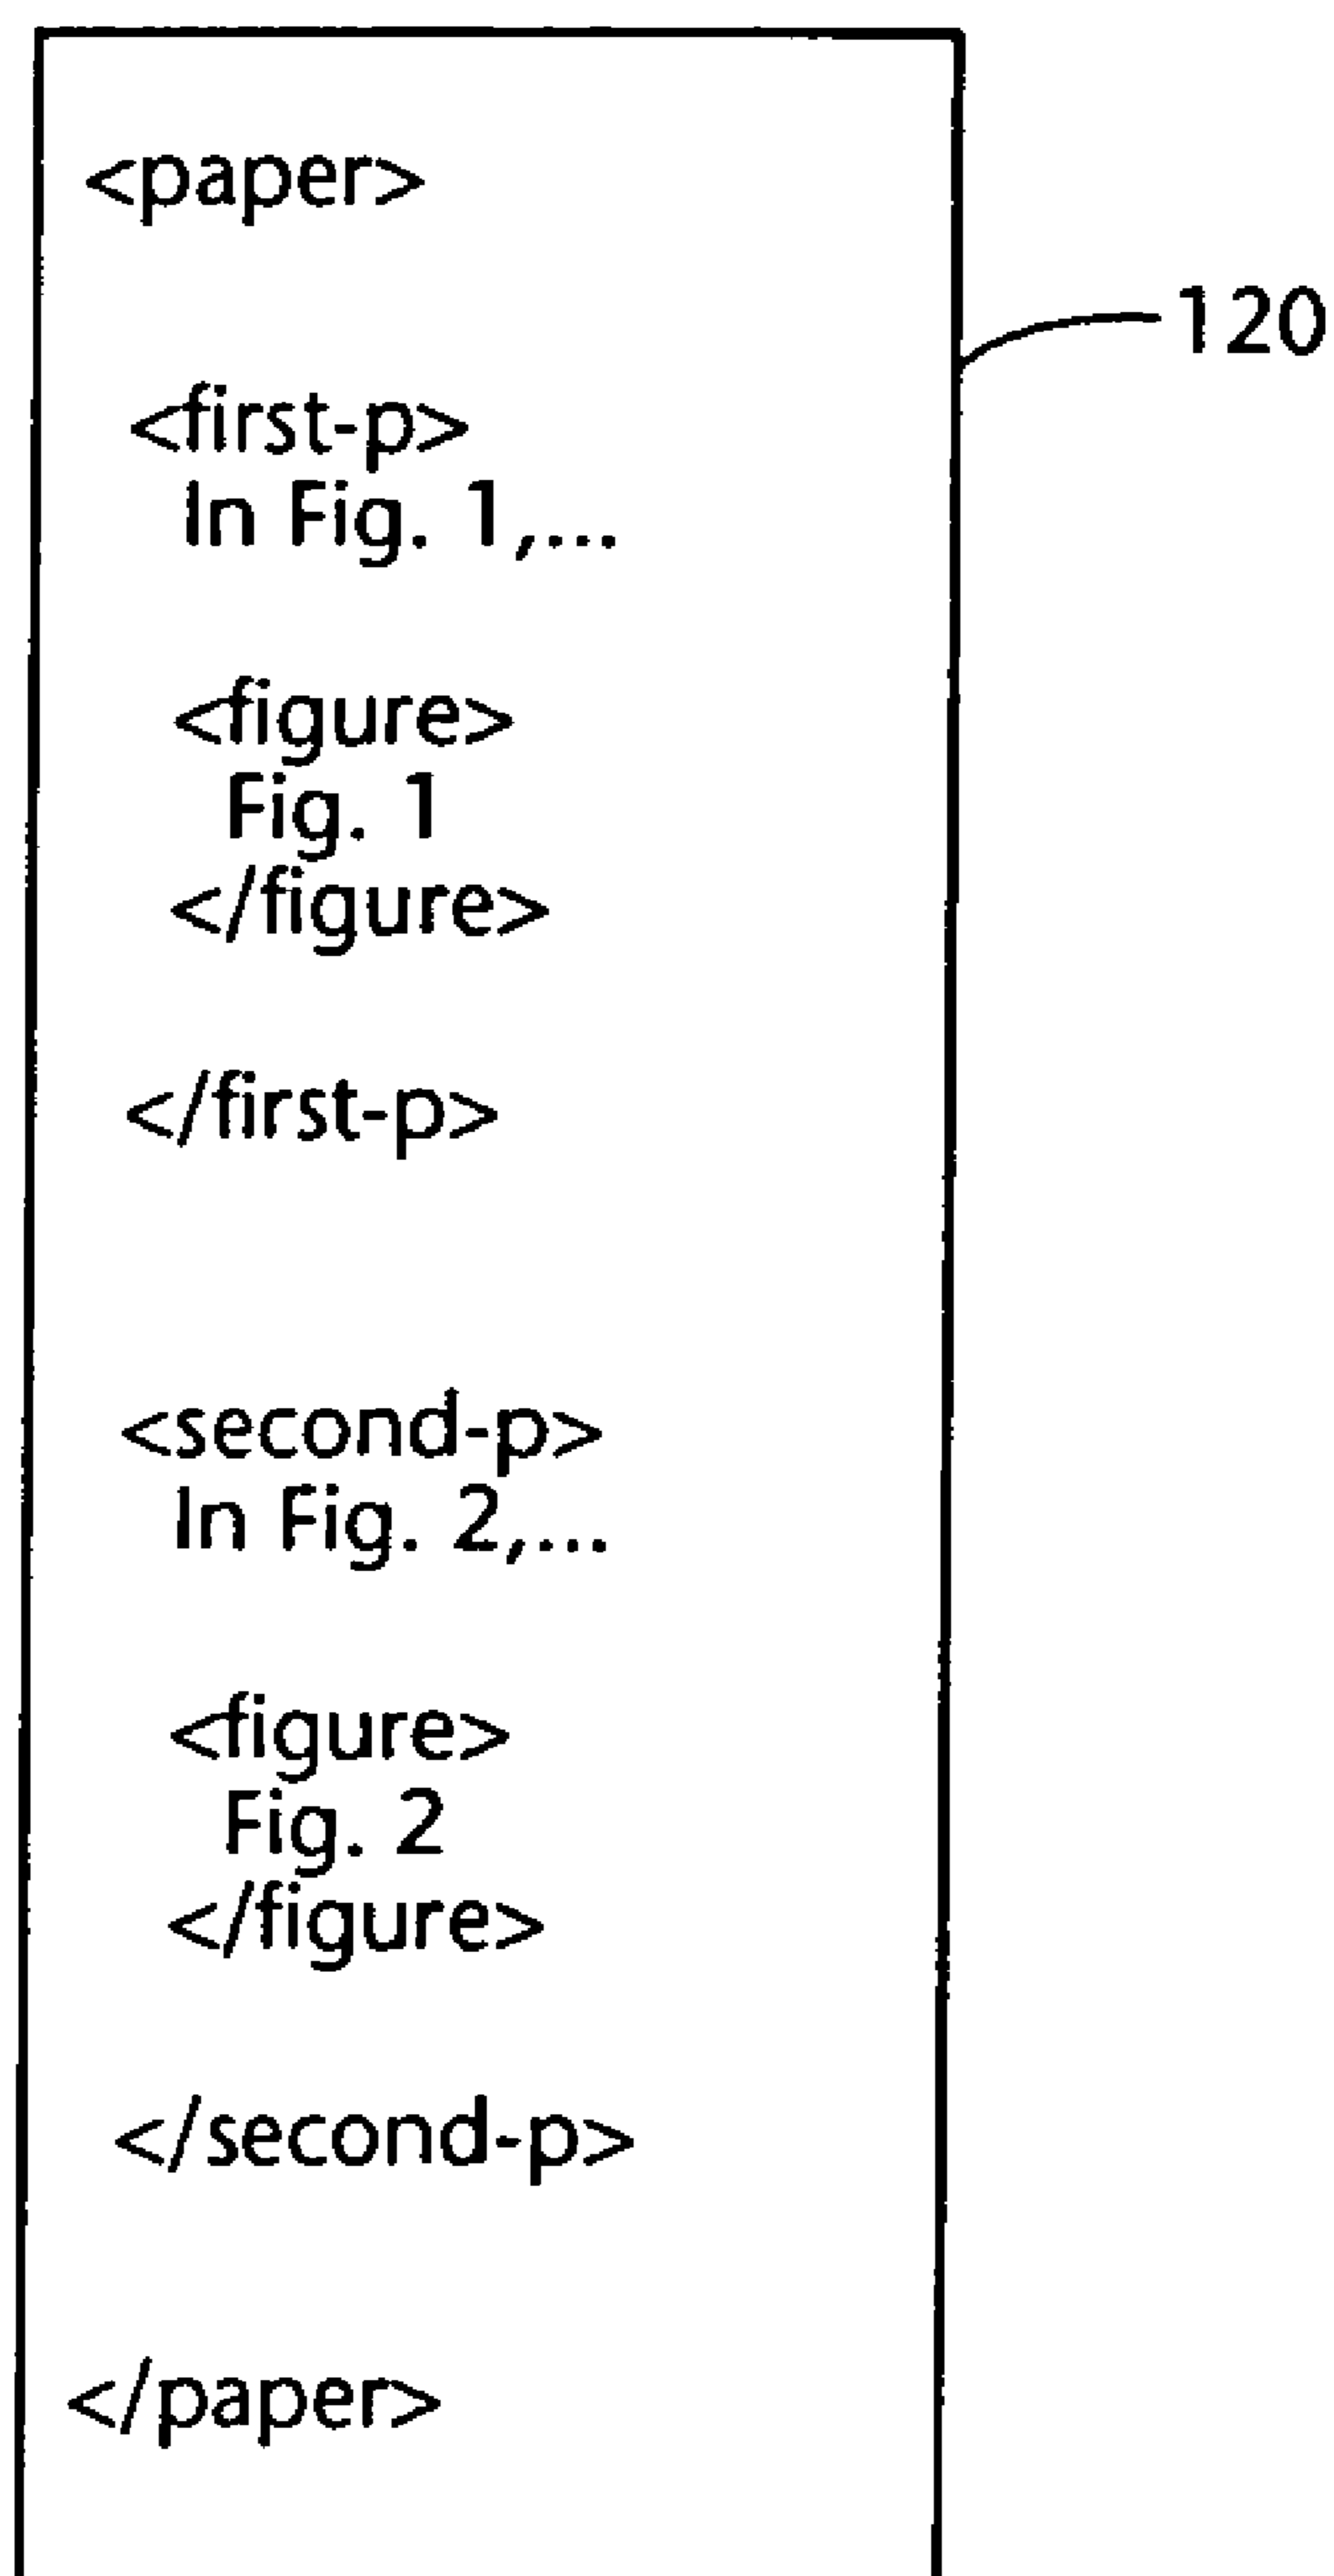 <paper>
120
<first-p>
In Fig. 1,...
<figure>
Fig. 1
</figure>
</first-p>
<second-p>
In Fig. 2,...
<figure>
Fig. 2
</figure>
</second-p>
</paper>